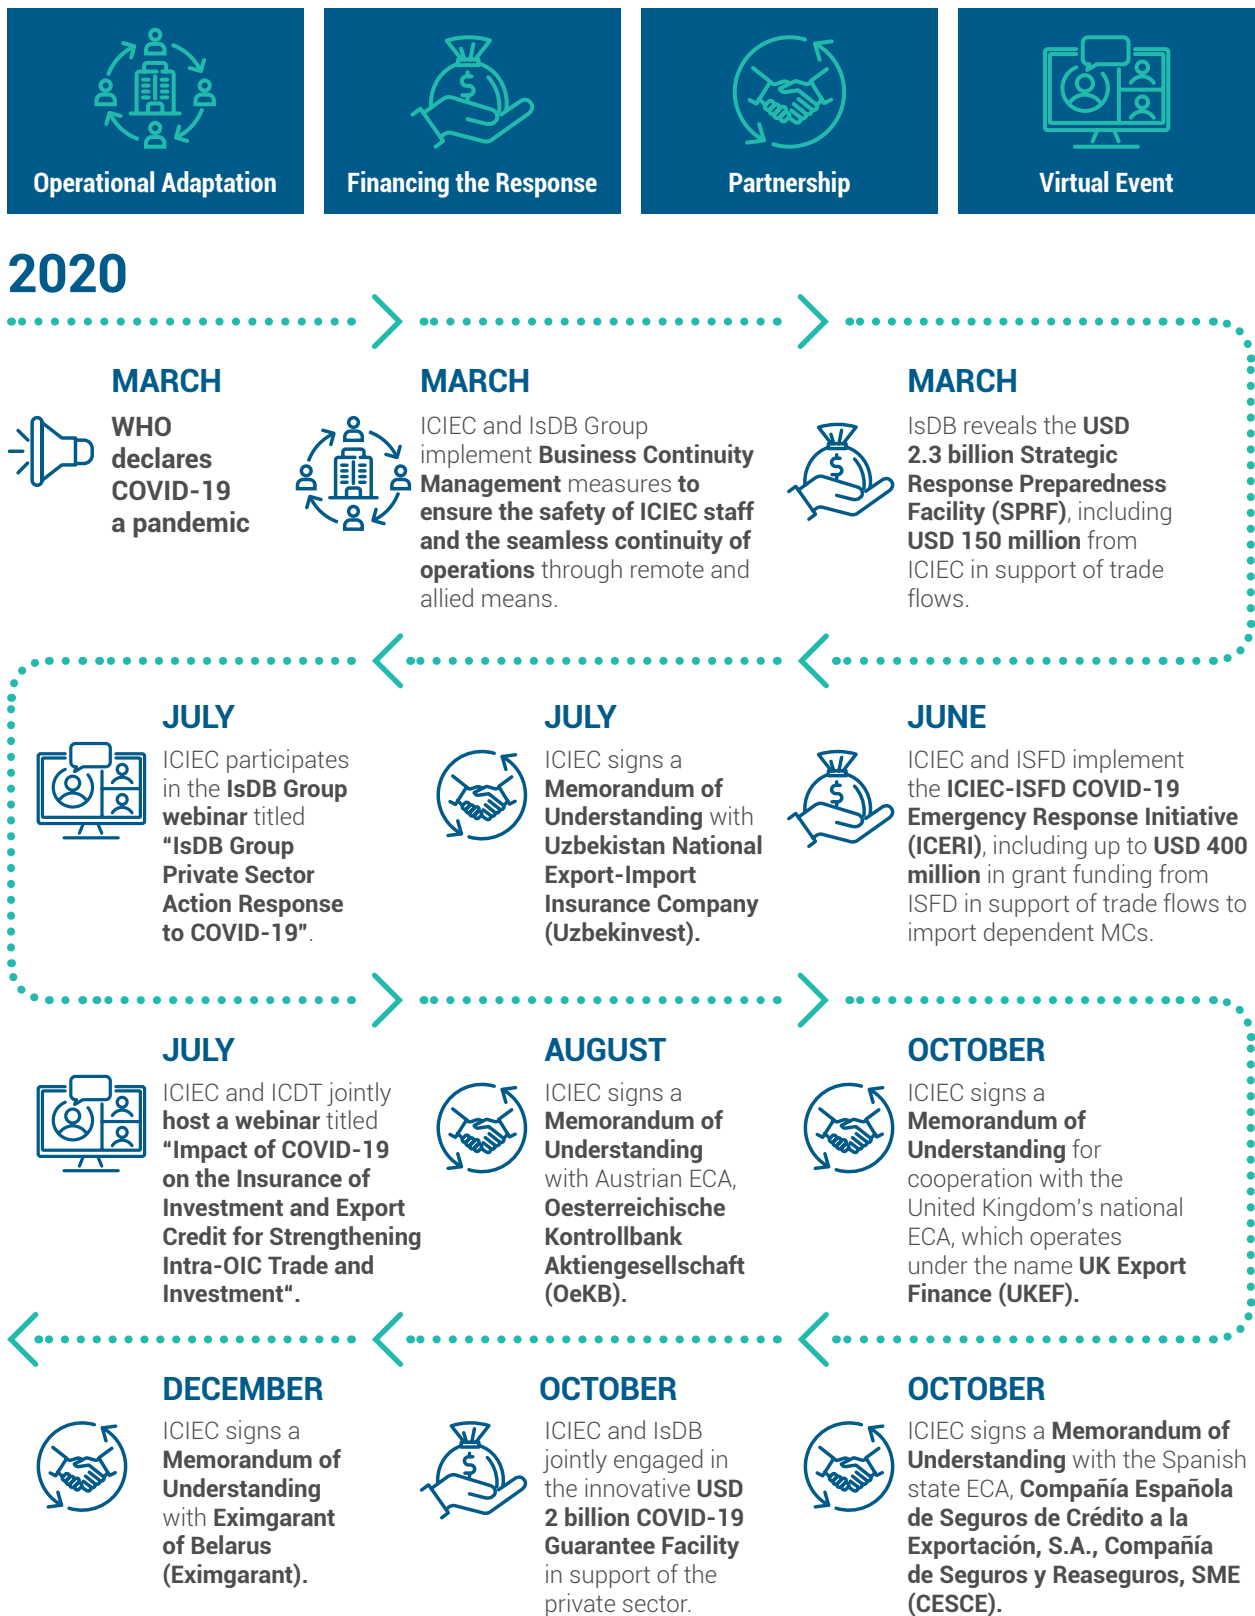 Operational Adaptation
Financing the Response
Partnership
Virtual Event
2020
MARCH
WHO
declares
COVID-19
a pandemic
MARCH
ICIEC and IsDB Group
implement Business Continuity
Management measures to
ensure the safety of ICIEC staff
and the seamless continuity of
operations through remote and
allied means.
MARCH
IsDB reveals the USD
2.3 billion Strategic
Response Preparedness
Facility (SPRF), including
USD 150 million from
ICIEC in support of trade
flows.
JUNE
ICIEC and ISFD implement
the ICIEC-ISFD COVID-19
Emergency Response Initiative
(ICERI), including up to USD 400
million in grant funding from
ISFD in support of trade flows to
import dependent MCs.
JULY
ICIEC signs a
Memorandum of
Understanding with
Uzbekistan National
Export-Import
Insurance Company
(Uzbekinvest).
JULY
ICIEC participates
in the IsDB Group
webinar titled
“IsDB Group
Private Sector
Action Response
to COVID-19”.
JULY
ICIEC and ICDT jointly
host a webinar titled
“Impact of COVID-19
on the Insurance of
Investment and Export
Credit for Strengthening
Intra-OIC Trade and
Investment“.
AUGUST
ICIEC signs a
Memorandum of
Understanding
with Austrian ECA,
Oesterreichische
Kontrollbank
Aktiengesellschaft
(OeKB).
OCTOBER
ICIEC signs a
Memorandum of
Understanding for
cooperation with the
United Kingdom's national
ECA, which operates
under the name UK Export
Finance (UKEF).
OCTOBER
ICIEC signs a Memorandum of
Understanding with the Spanish
state ECA, Compañía Española
de Seguros de Crédito a la
Exportación, S.A., Compañía
de Seguros y Reaseguros, SME
(CESCE).
OCTOBER
ICIEC and IsDB
jointly engaged in
the innovative USD
2 billion COVID-19
Guarantee Facility
in support of the
private sector.
DECEMBER
ICIEC signs a
Memorandum of
Understanding
with Eximgarant
of Belarus
(Eximgarant).